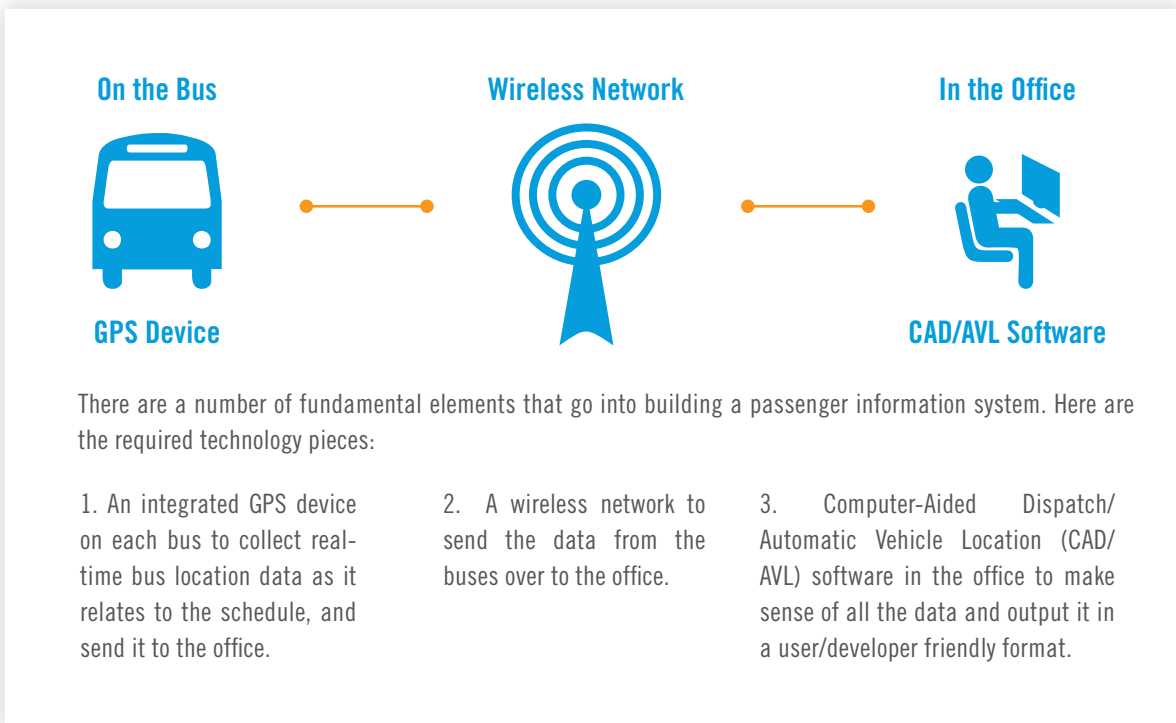 On the Bus
Wireless Network
In the Office
GPS Device
CAD/AVL Software
There are a number of fundamental elements that go into building a passenger information system. Here are
the required technology pieces:
1. An integrated GPS device
on each bus to collect real-
time bus location data as it
relates to the schedule, and
send it to the office.
2. A wireless network to
send the data from the
buses over to the office.
3. Computer-Aided Dispatch/
Automatic Vehicle Location (CAD/
AVL) software in the office to make
sense of all the data and output it in
a user/developer friendly format.